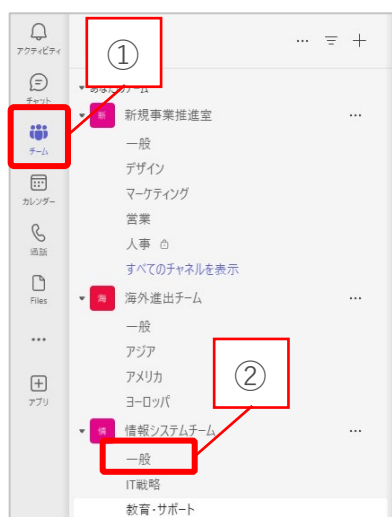 アクティビティ
チャット
チーム
カレンダー
通話
Files
アプリ
①
あなたのチーム
新 新規事業推進室
一般
デザイン
マーケティング
営業
人事
すべてのチャネルを表示
海 海外進出チーム
一般
アジア
アメリカ
ヨーロッパ
②
情 情報システムチーム
一般
IT戦略
教育・サポート